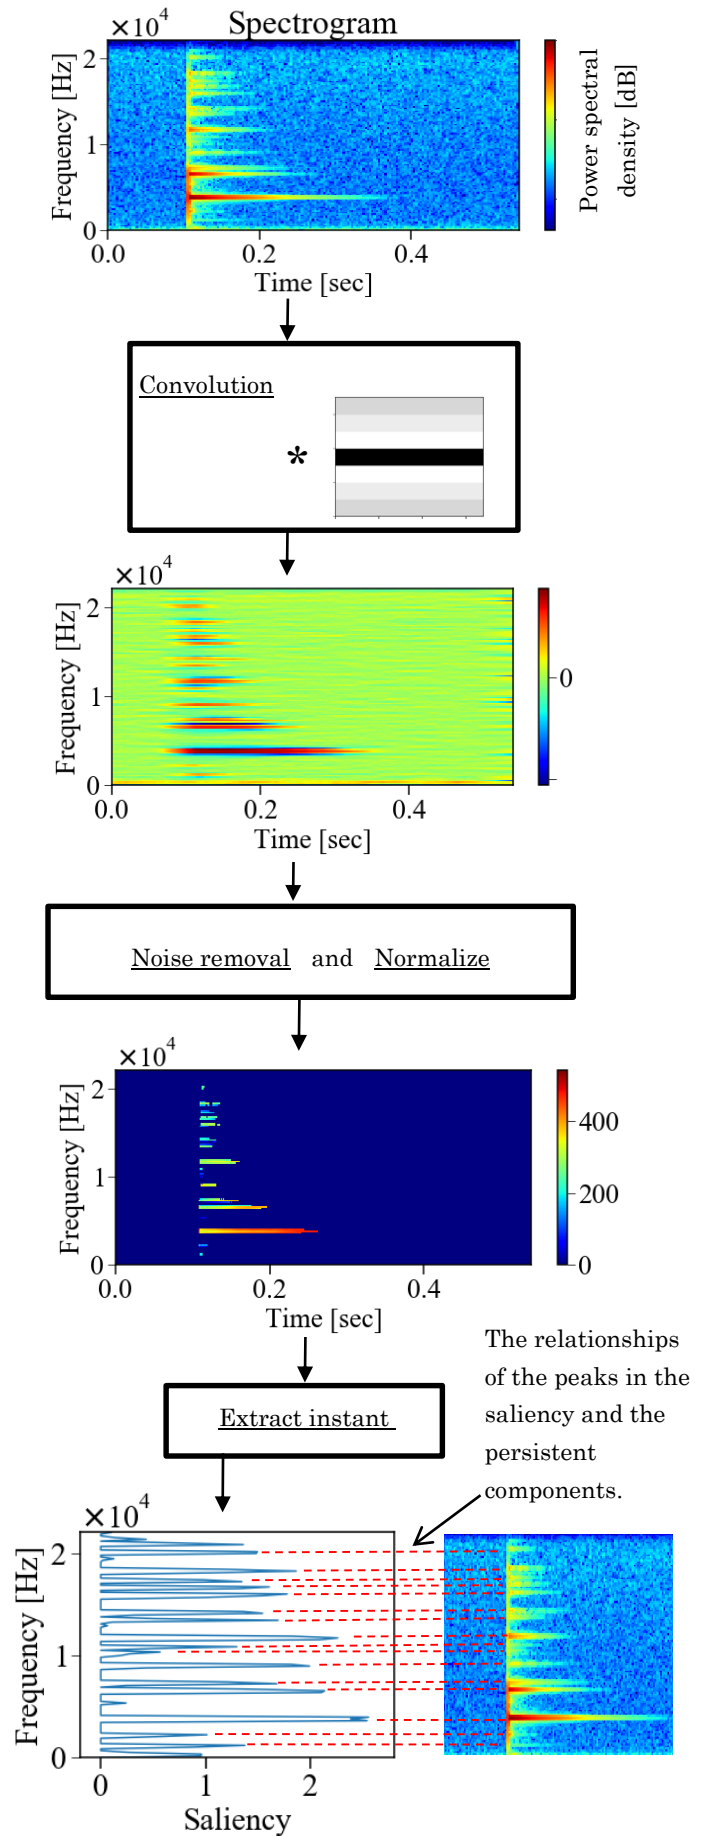 Spectrogram
×10⁴
Frequency [Hz]
2
1
0
0.0 0.2 0.4
Time [sec]
Power spectral
density [dB]
Convolution
*
×10⁴
Frequency [Hz]
2
1
0
0.0 0.2 0.4
Time [sec]
0
Noise removal and Normalize
×10⁴
Frequency [Hz]
2
1
0
0.0 0.2 0.4
Time [sec]
400
200
0
Extract instant
The relationships
of the peaks in the
saliency and the
persistent
components.
×10⁴
Frequency [Hz]
2
1
0
0 1 2
Saliency